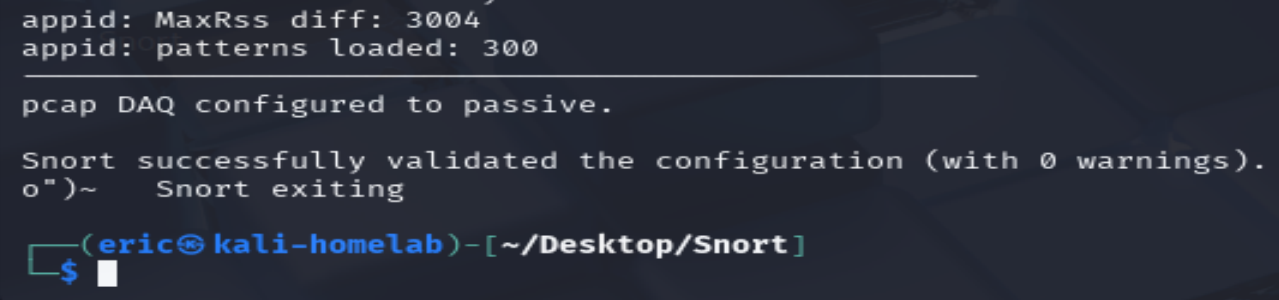 appid: MaxRss diff: 3004
appid: patterns loaded: 300
pcap DAQ configured to passive.
Snort successfully validated the configuration (with 0 warnings).
o")~   Snort exiting
┌──(eric㉿kali-homelab)-[~/Desktop/Snort]
└─$